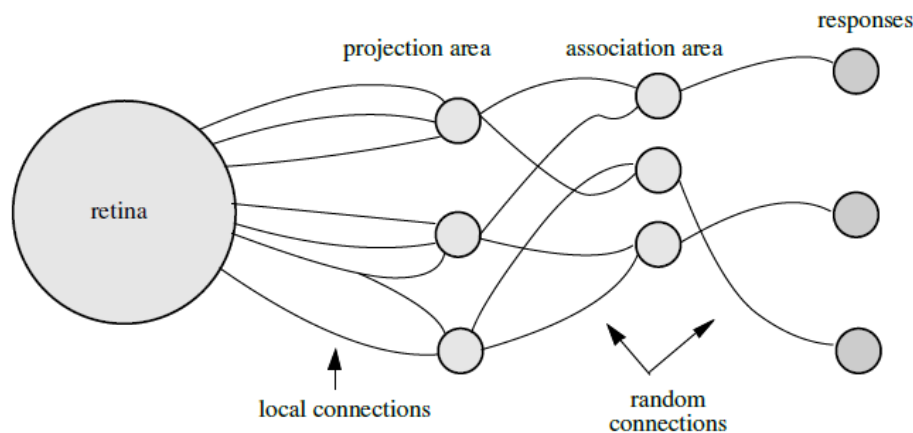 responses
projection area
association area
retina
local connections
random
connections